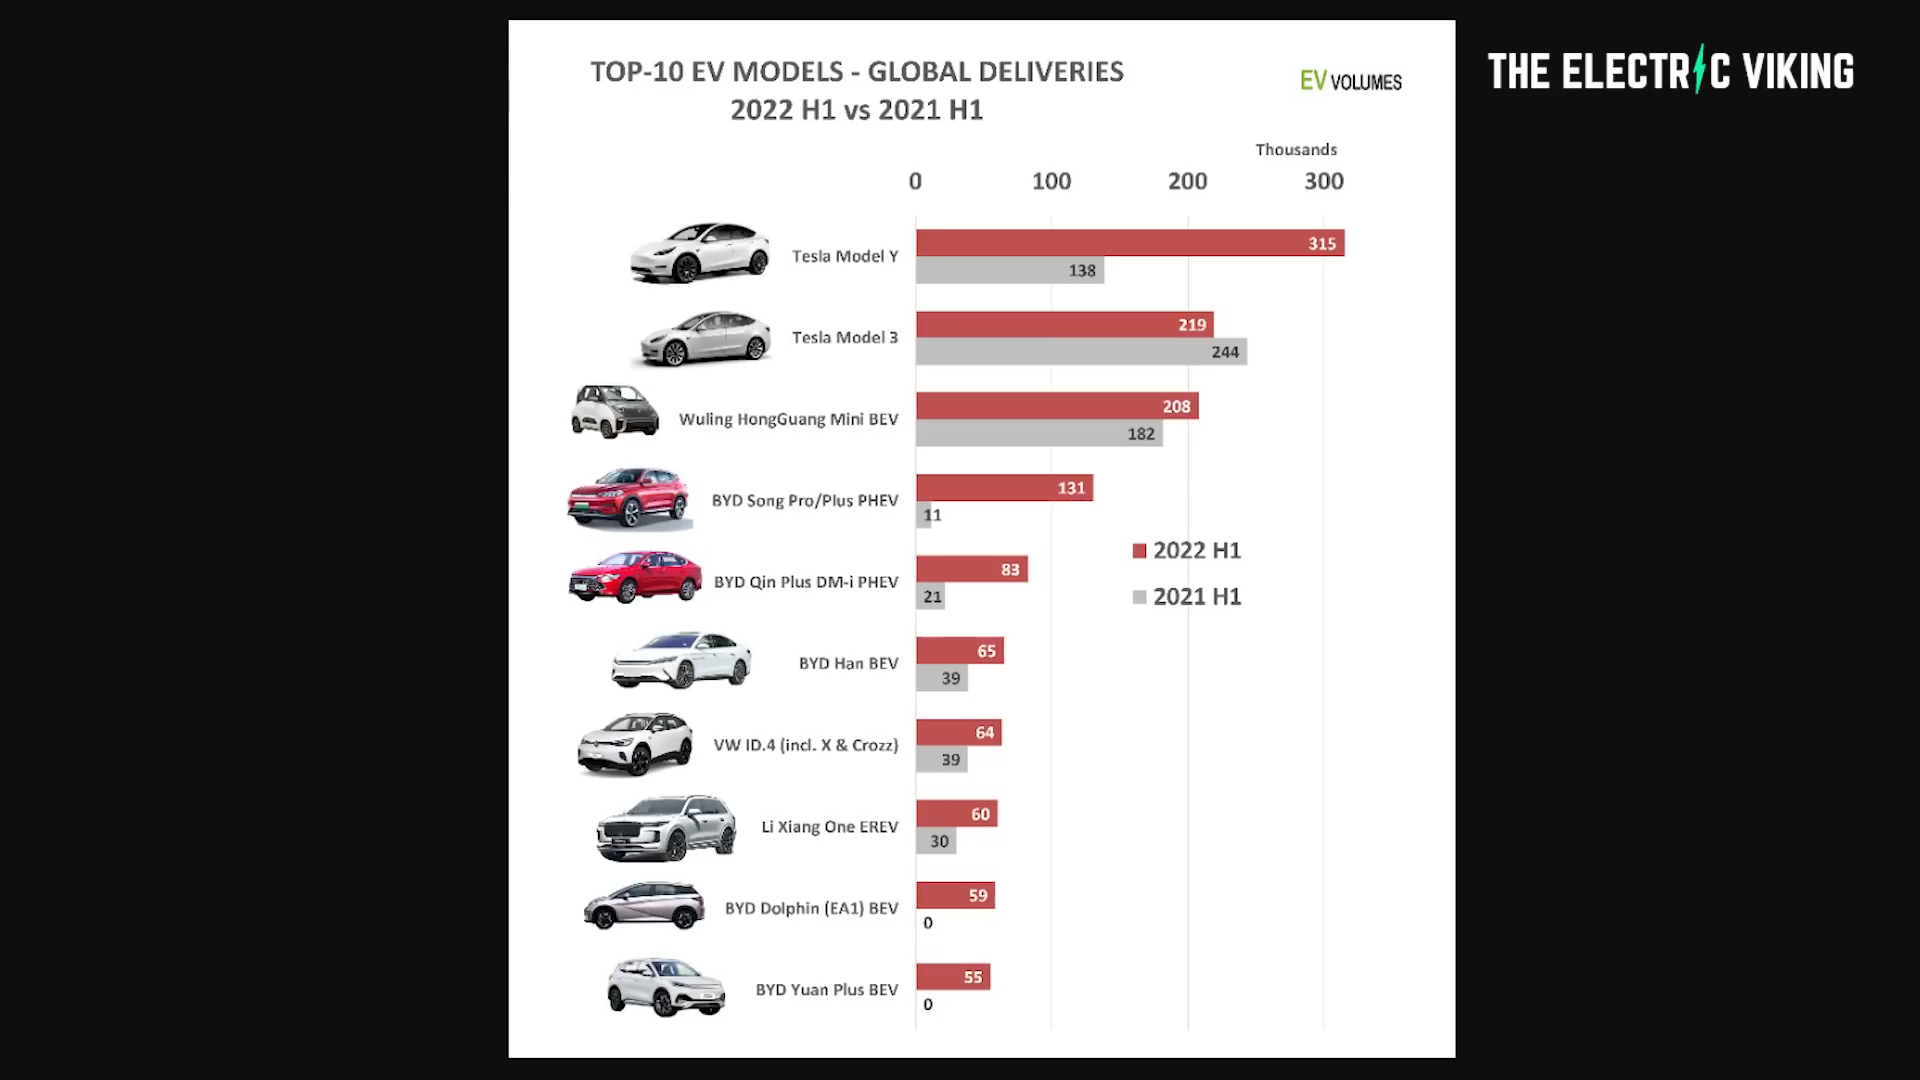 TOP-10 EV MODELS - GLOBAL DELIVERIES
2022 H1 vs 2021 H1
EV VOLUMES
THE ELECTRIC VIKING
Thousands
0 100 200 300
Tesla Model Y
315
138
Tesla Model 3
219
244
Wuling HongGuang Mini BEV
208
182
BYD Song Pro/Plus PHEV
131
11
BYD Qin Plus DM-i PHEV
83
21
2022 H1
2021 H1
BYD Han BEV
65
39
VW ID.4 (incl. X & Crozz)
64
39
Li Xiang One EREV
60
30
BYD Dolphin (EA1) BEV
59
0
BYD Yuan Plus BEV
55
0